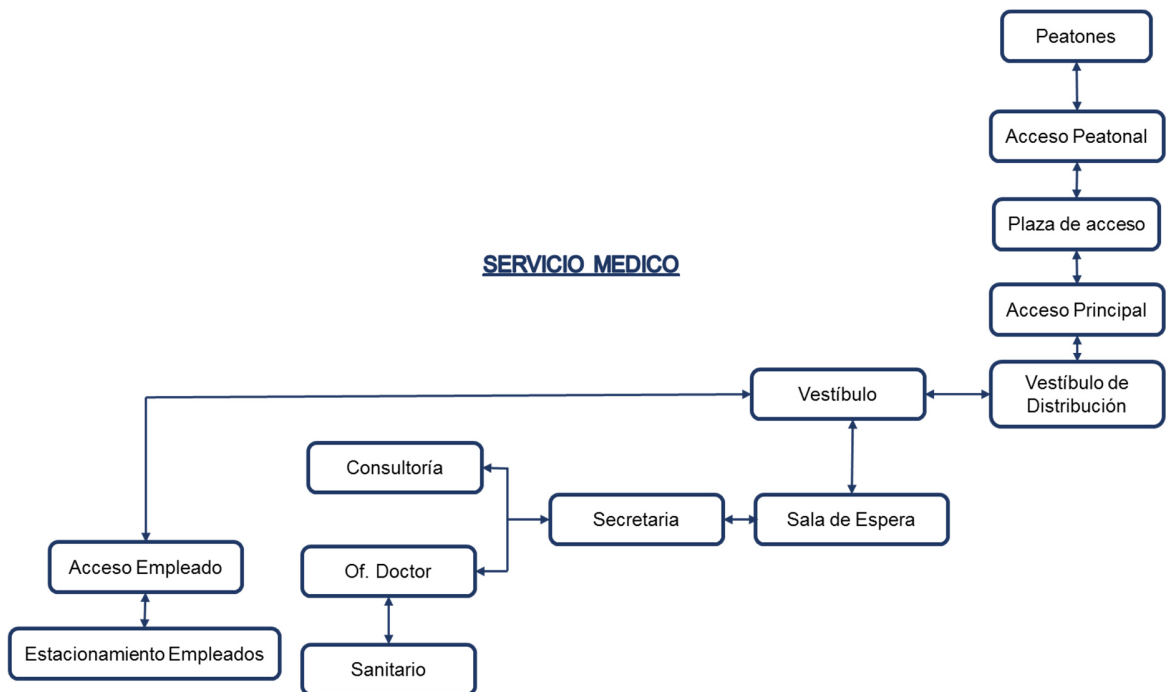 Peatones
Acceso Peatonal
Plaza de acceso
SERVICIO MEDICO
Acceso Principal
Vestíbulo
Vestíbulo de
Distribución
Consultoría
Secretaria
Sala de Espera
Acceso Empleado
Of. Doctor
Estacionamiento Empleados
Sanitario